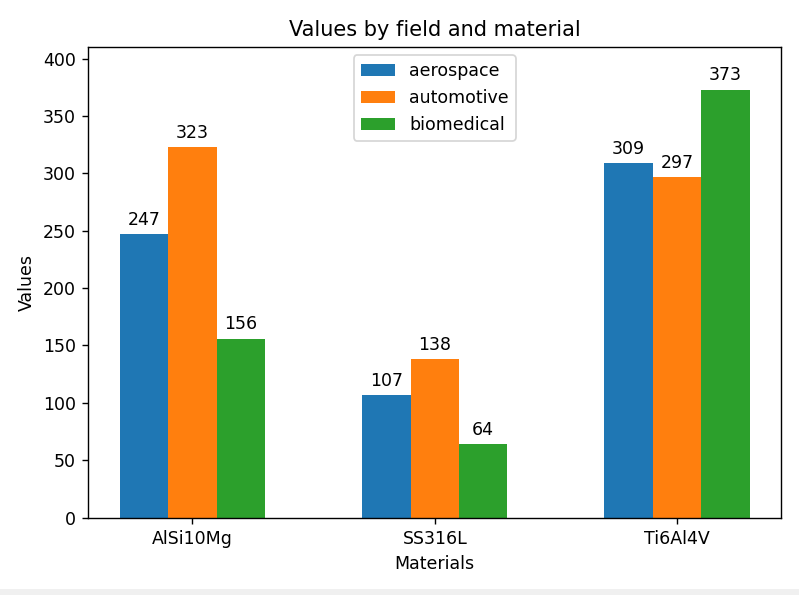 Values by field and material
400
350
300
250
200
150
100
50
0
Values
aerospace
automotive
biomedical
247
323
156
107
138
64
309
297
373
AlSi10Mg
SS316L
Ti6Al4V
Materials